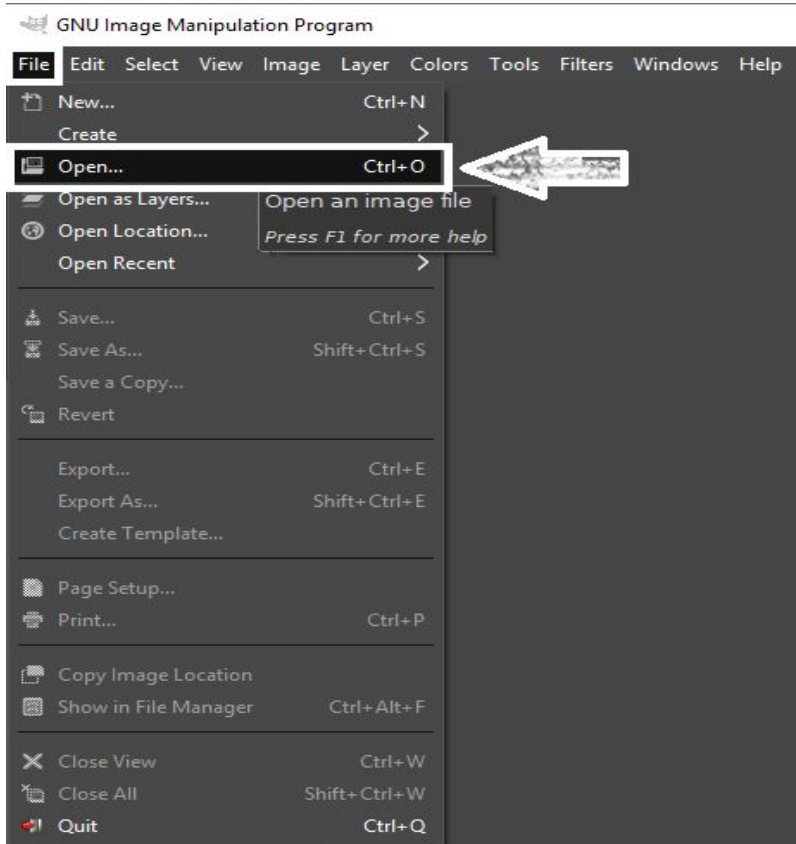 GNU Image Manipulation Program
File Edit Select View Image Layer Colors Tools Filters Windows Help
New... Ctrl+N
Create >
Open... Ctrl+O
Open as Layers...
Open an image file
Open Location...
Press F1 for more help
Open Recent >
Save... Ctrl+S
Save As... Shift+Ctrl+S
Save a Copy...
Revert
Export... Ctrl+E
Export As... Shift+Ctrl+E
Create Template...
Page Setup...
Print... Ctrl+P
Copy Image Location
Show in File Manager Ctrl+Alt+F
Close View Ctrl+W
Close All Shift+Ctrl+W
Quit Ctrl+Q